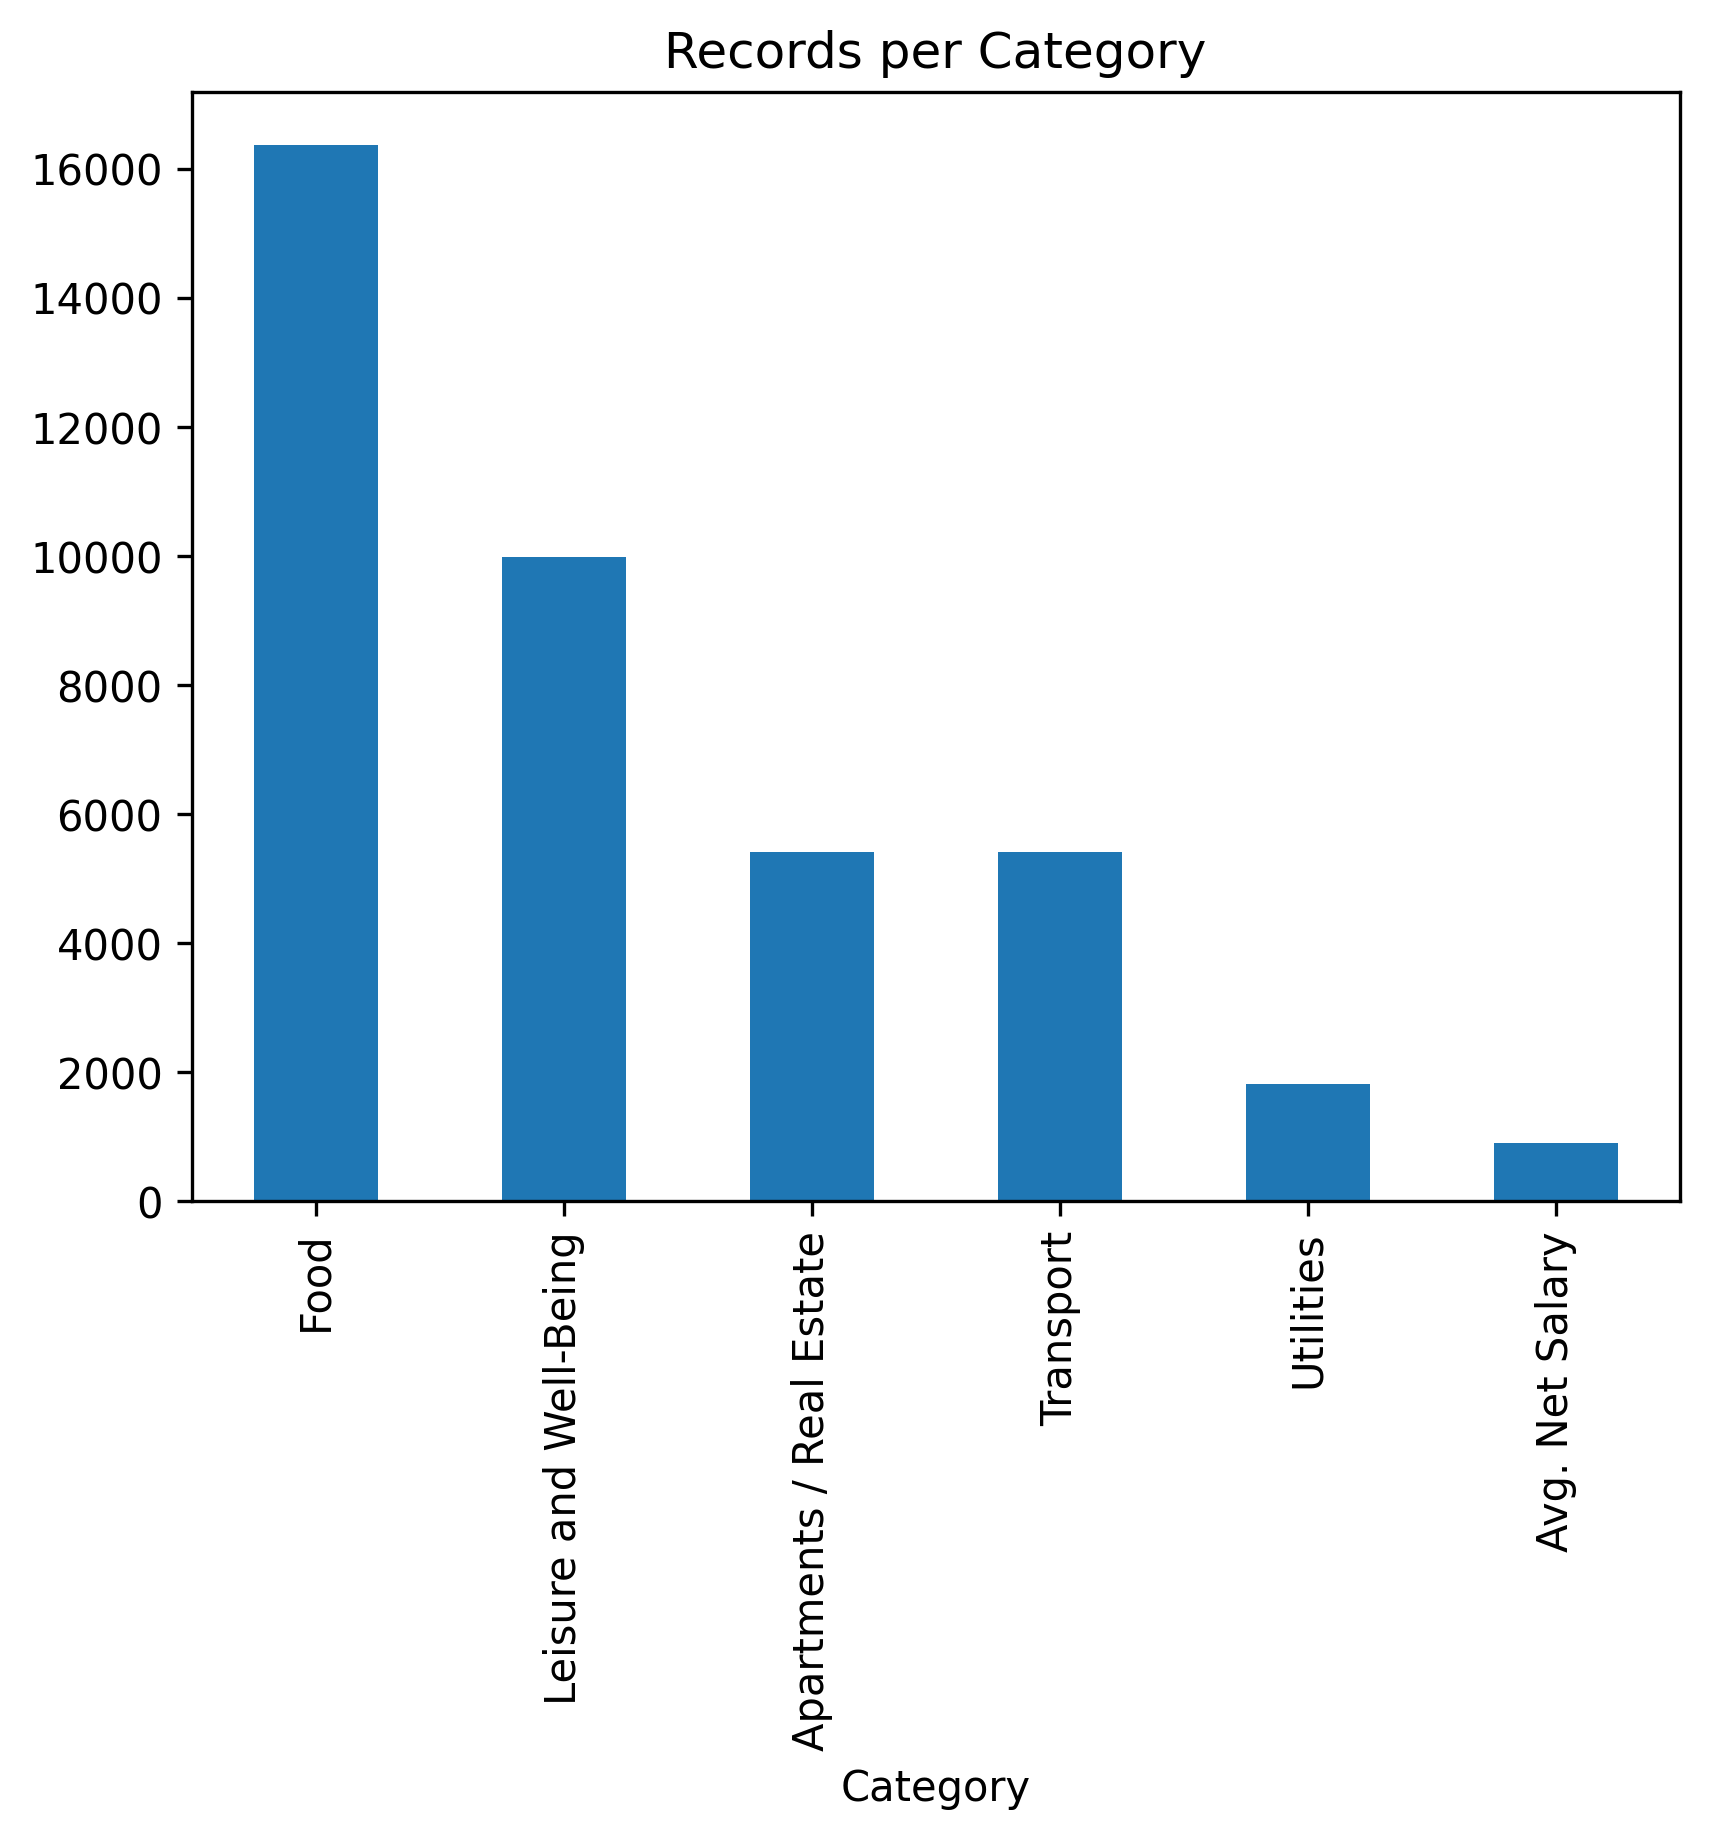 Records per Category
16000
14000
12000
10000
8000
6000
4000
2000
0
Food
Leisure and Well-Being
Apartments / Real Estate
Transport
Utilities
Avg. Net Salary
Category